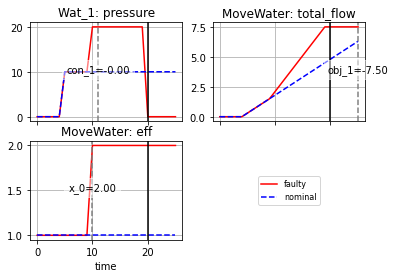 Wat_1: pressure
MoveWater: total_flow
20
10
0
con_1=-0.00
7.5
5.0
2.5
0.0
obj_1=-7.50
MoveWater: eff
2.0
1.5
1.0
x_0=2.00
0
10
20
time
faulty
nominal